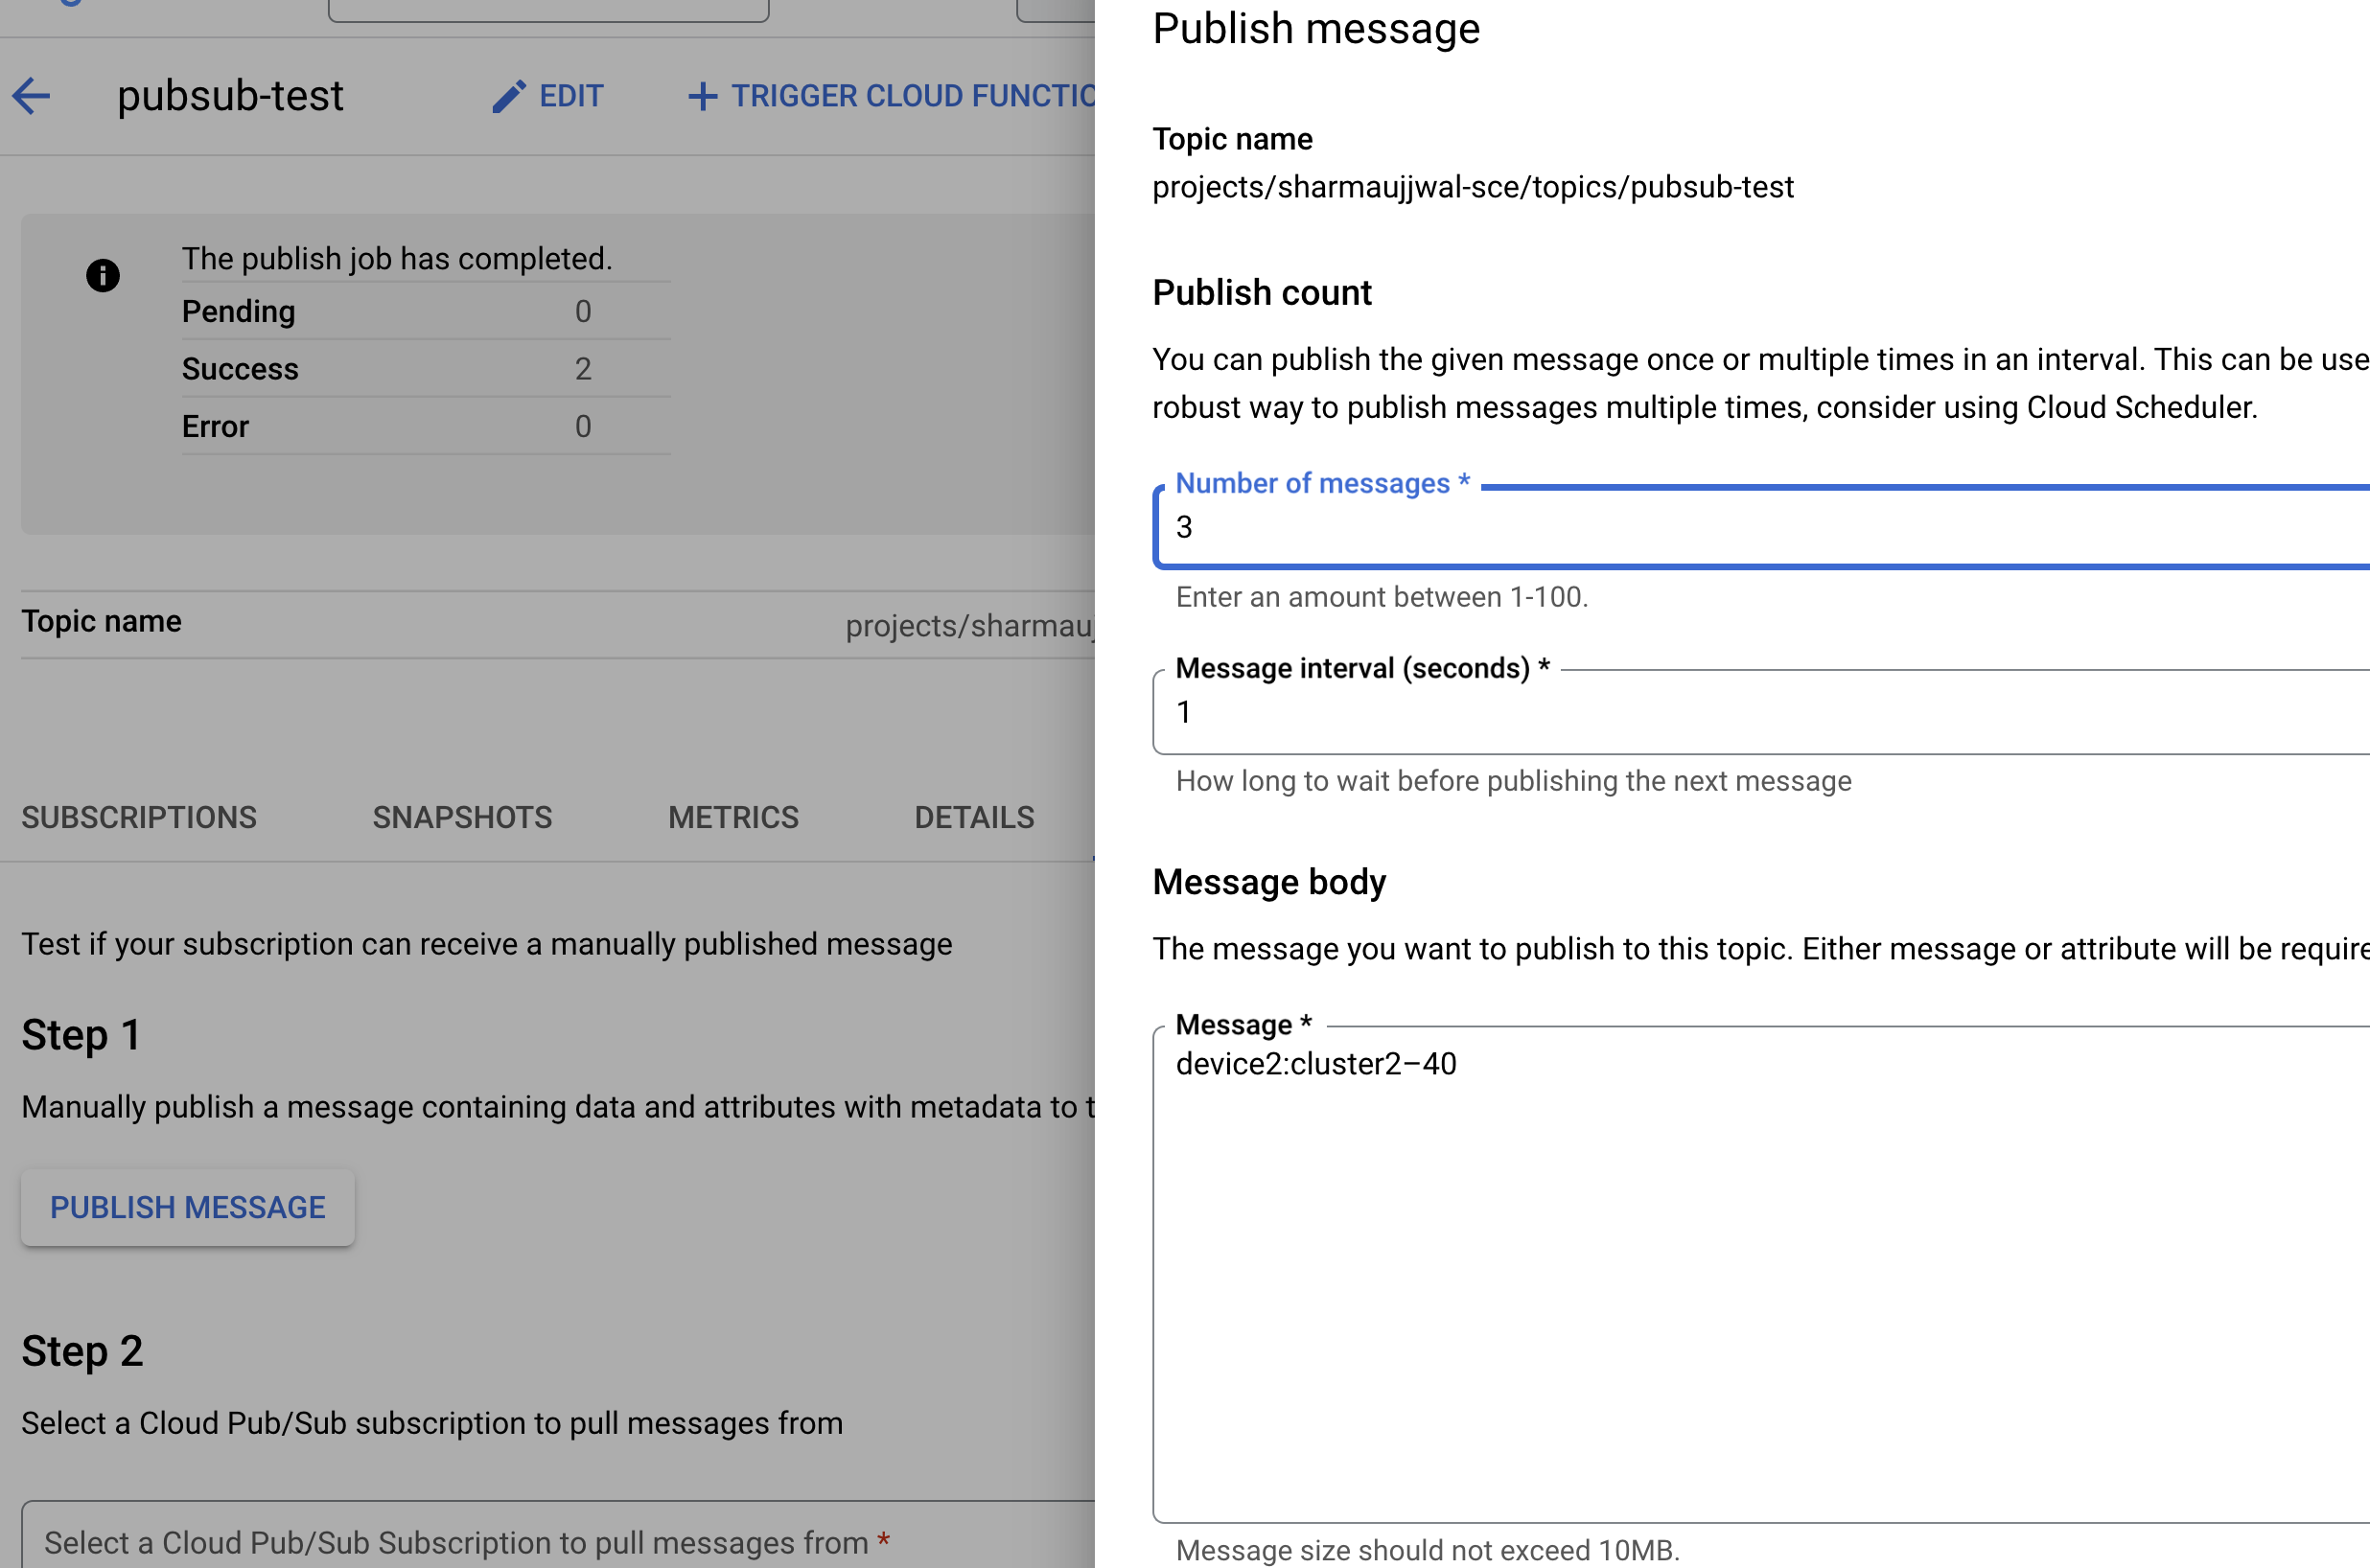 pubsub-test
EDIT
TRIGGER CLOUD FUNCTIO
The publish job has completed.
Pending 0
Success 2
Error 0
Topic name projects/sharmauj
SUBSCRIPTIONS SNAPSHOTS METRICS DETAILS
Test if your subscription can receive a manually published message
Step 1
Manually publish a message containing data and attributes with metadata to t
PUBLISH MESSAGE
Step 2
Select a Cloud Pub/Sub subscription to pull messages from
Select a Cloud Pub/Sub Subscription to pull messages from *
Publish message
Topic name
projects/sharmaujjwal-sce/topics/pubsub-test
Publish count
You can publish the given message once or multiple times in an interval. This can be use
robust way to publish messages multiple times, consider using Cloud Scheduler.
Number of messages *
3
Enter an amount between 1-100.
Message interval (seconds) *
1
How long to wait before publishing the next message
Message body
The message you want to publish to this topic. Either message or attribute will be require
Message *
device2:cluster2–40
Message size should not exceed 10MB.